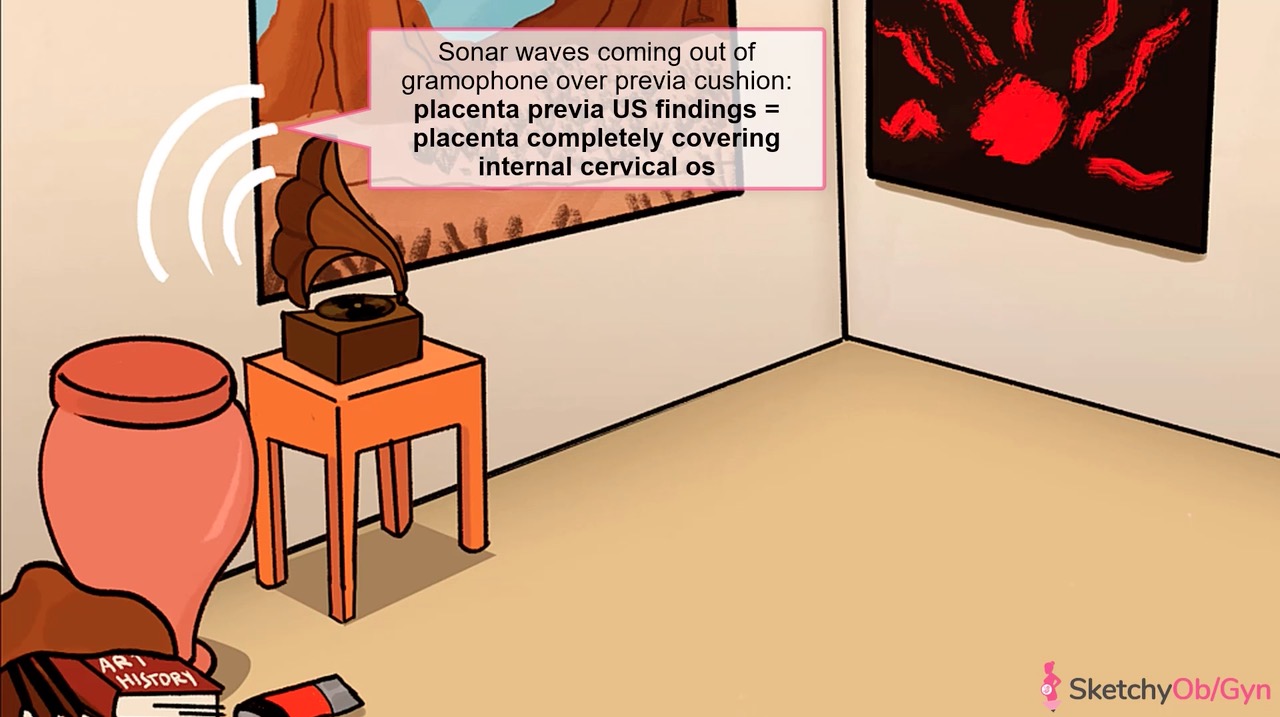 Sonar waves coming out of
gramophone over previa cushion:
placenta previa US findings =
placenta completely covering
internal cervical os
ART
HISTORY
SketchyOb/Gyn